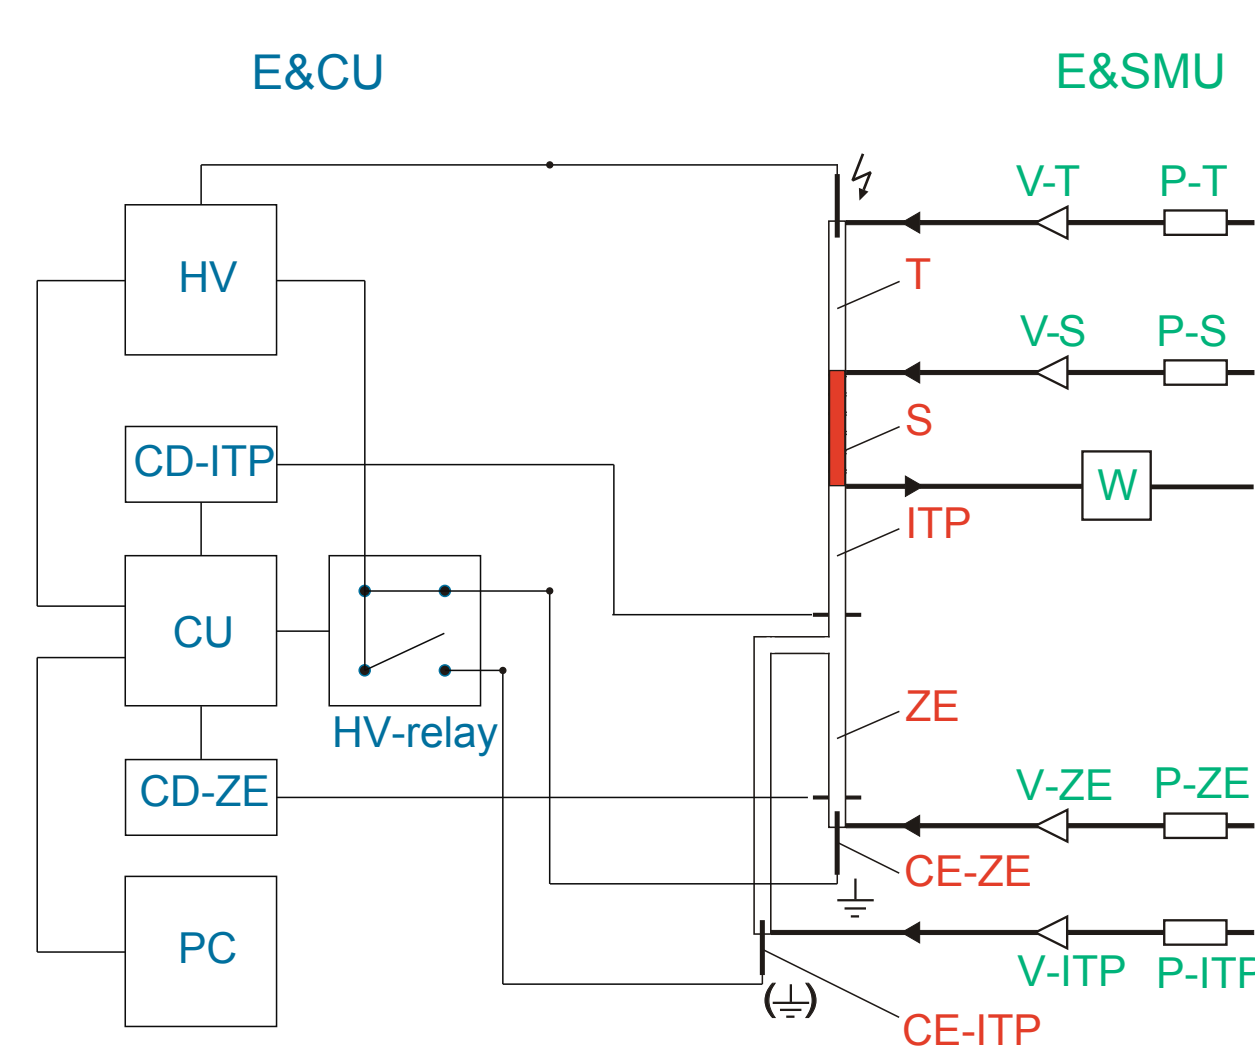 E&CU E&SMU
V-T P-T
HV
T
V-S P-S
S
CD-ITP
W
ITP
CU
ZE
HV-relay
CD-ZE
V-ZE P-ZE
CE-ZE
PC
V-ITP P-ITP
CE-ITP